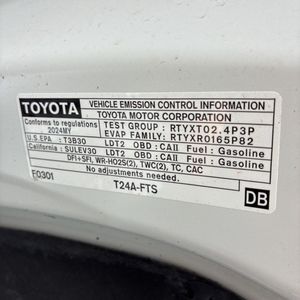 TOYOTA
VEHICLE EMISSION CONTROL INFORMATION
TOYOTA MOTOR CORPORATION
Conforms to regulations
2024MY
TEST GROUP : RTYXT02.4P3P
EVAP FAMILY: RTYXR0165P82
U.S.EPA : T3B30 LDT2 OBD : CAII Fuel : Gasoline
California : SULEV30 LDT2 OBD : CAII Fuel : Gasoline
DFI+SFI, WR-HO2S(2), TWC(2), TC, CAC
No adjustments needed.
F0301
T24A-FTS
DB